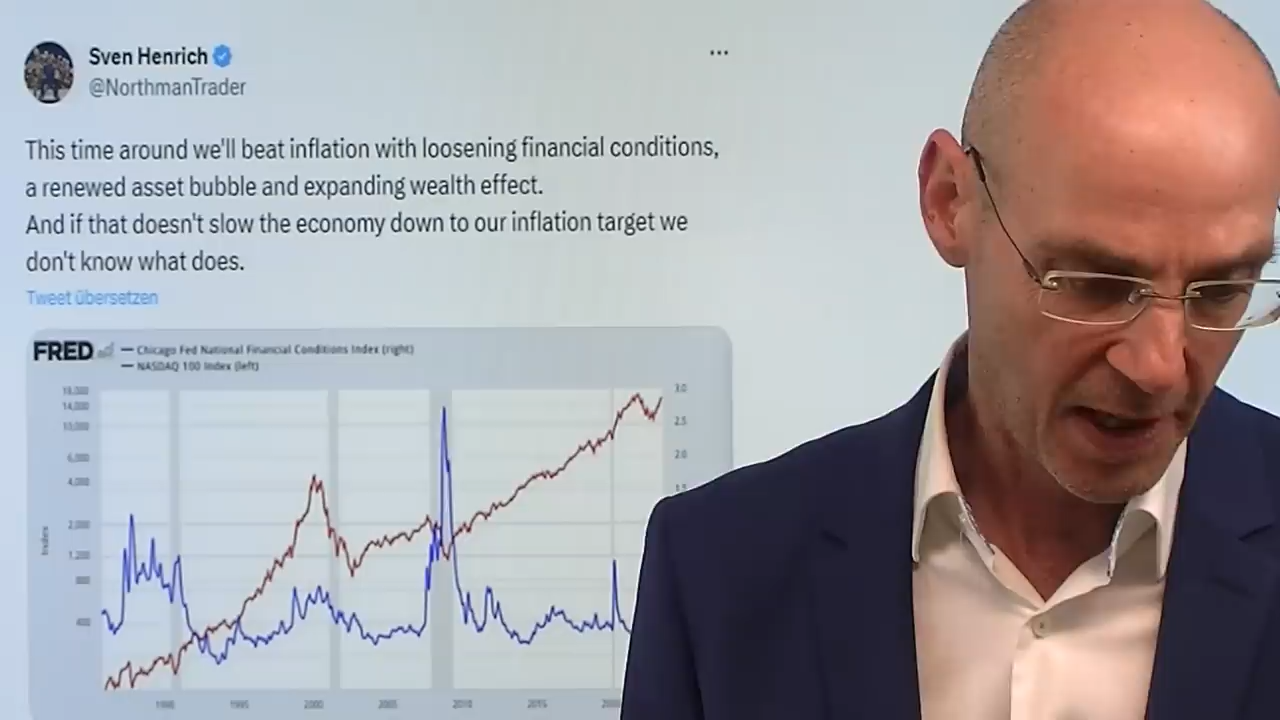 Sven Henrich
@NorthmanTrader
This time around we'll beat inflation with loosening financial conditions,
a renewed asset bubble and expanding wealth effect.
And if that doesn't slow the economy down to our inflation target we
don't know what does.
Tweet übersetzen
FRED
Chicago Fed National Financial Conditions Index (right)
NASDAQ 100 Index (left)
14,000
10,000
6,000
4,000
2,000
1,200
400
Index
3.0
2.5
2.0
1995
2000
2005
2010
2015